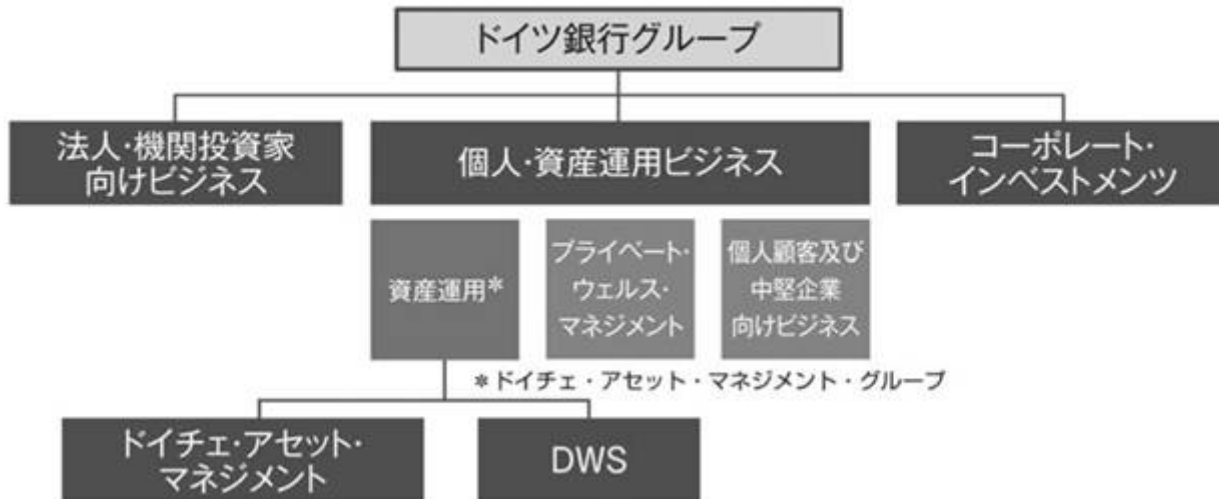 ドイツ銀行グループ
法人・機関投資家
向けビジネス
個人・資産運用ビジネス
コーポレート・
インベストメンツ
資産運用*
プライベート・
ウェルス・
マネジメント
個人顧客及び
中堅企業
向けビジネス
*ドイチェ・アセット・マネジメント・グループ
ドイチェ・アセット・
マネジメント
DWS